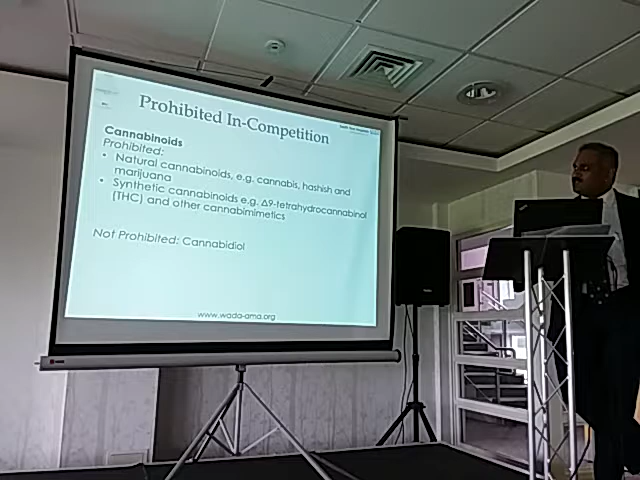 Prohibited In-Competition
Cannabinoids
Prohibited:
• Natural cannabinoids, e.g. cannabis, hashish and
marijuana
• Synthetic cannabinoids e.g. Δ9-tetrahydrocannabinol
(THC) and other cannabimimetics
Not Prohibited: Cannabidiol
www.wada-ama.org